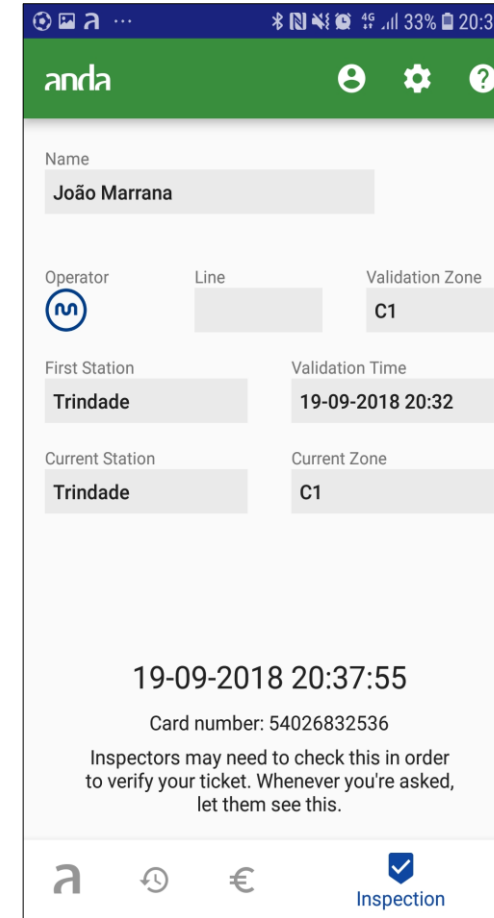 a ... 4G 33% 20:3
anda
Name
João Marrana
Operator Line Validation Zone
C1
First Station Validation Time
Trindade 19-09-2018 20:32
Current Station Current Zone
Trindade C1
19-09-2018 20:37:55
Card number: 54026832536
Inspectors may need to check this in order
to verify your ticket. Whenever you're asked,
let them see this.
a €
Inspection